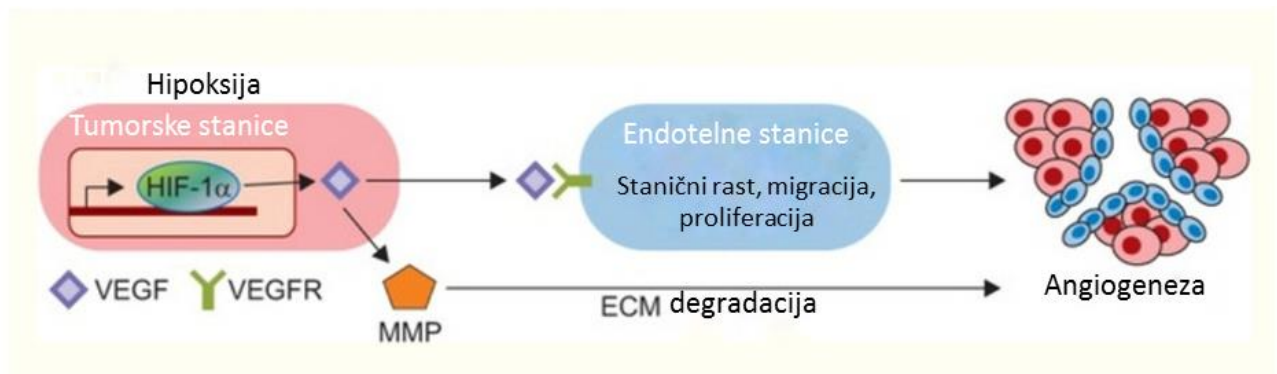 Hipoksija
Tumorske stanice
HIF-1α
Endotelne stanice
Stanični rast, migracija,
proliferacija
VEGF
VEGFR
MMP
ECM degradacija
Angiogeneza